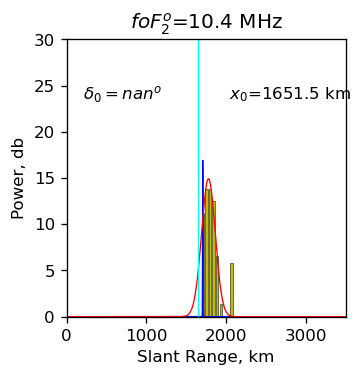 foF₂ᵒ=10.4 MHz
30
25
20
15
10
5
0
Power, db
δ₀ = nanᵒ
x₀=1651.5 km
0 1000 2000 3000
Slant Range, km